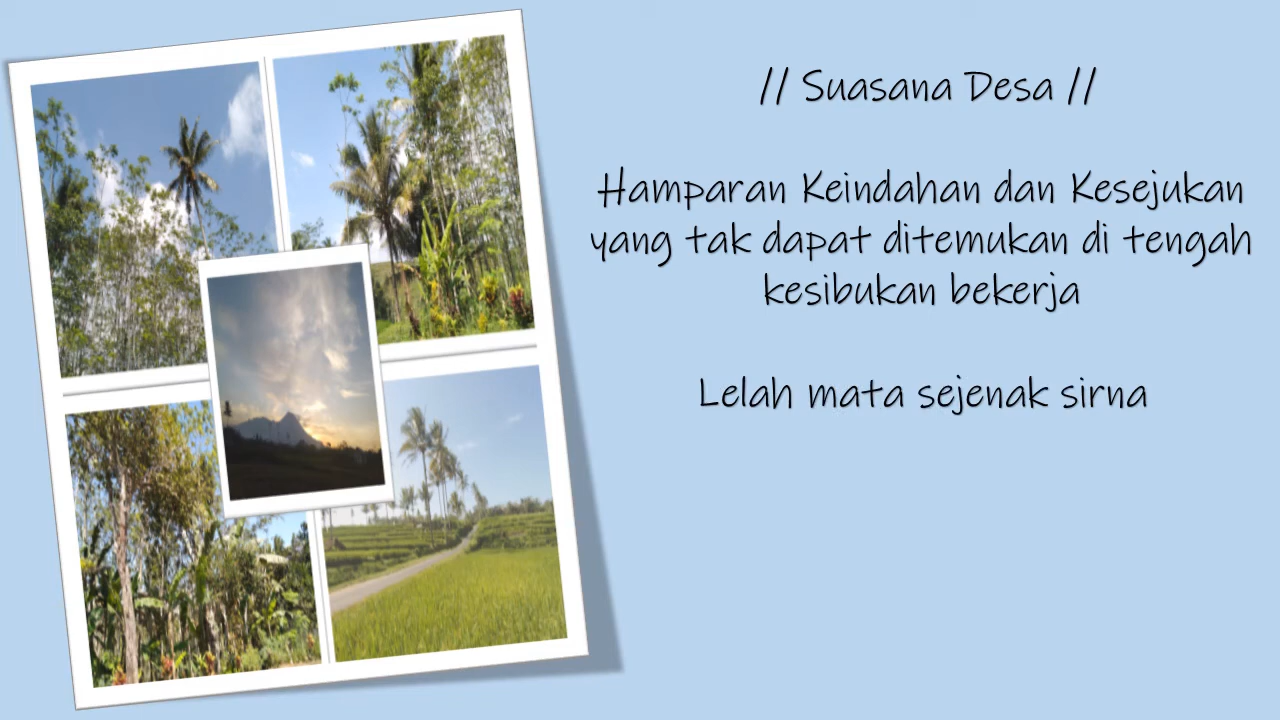 // Suasana Desa //
Hamparan Keindahan dan Kesejukan
yang tak dapat ditemukan di tengah
kesibukan bekerja
Lelah mata sejenak sirna